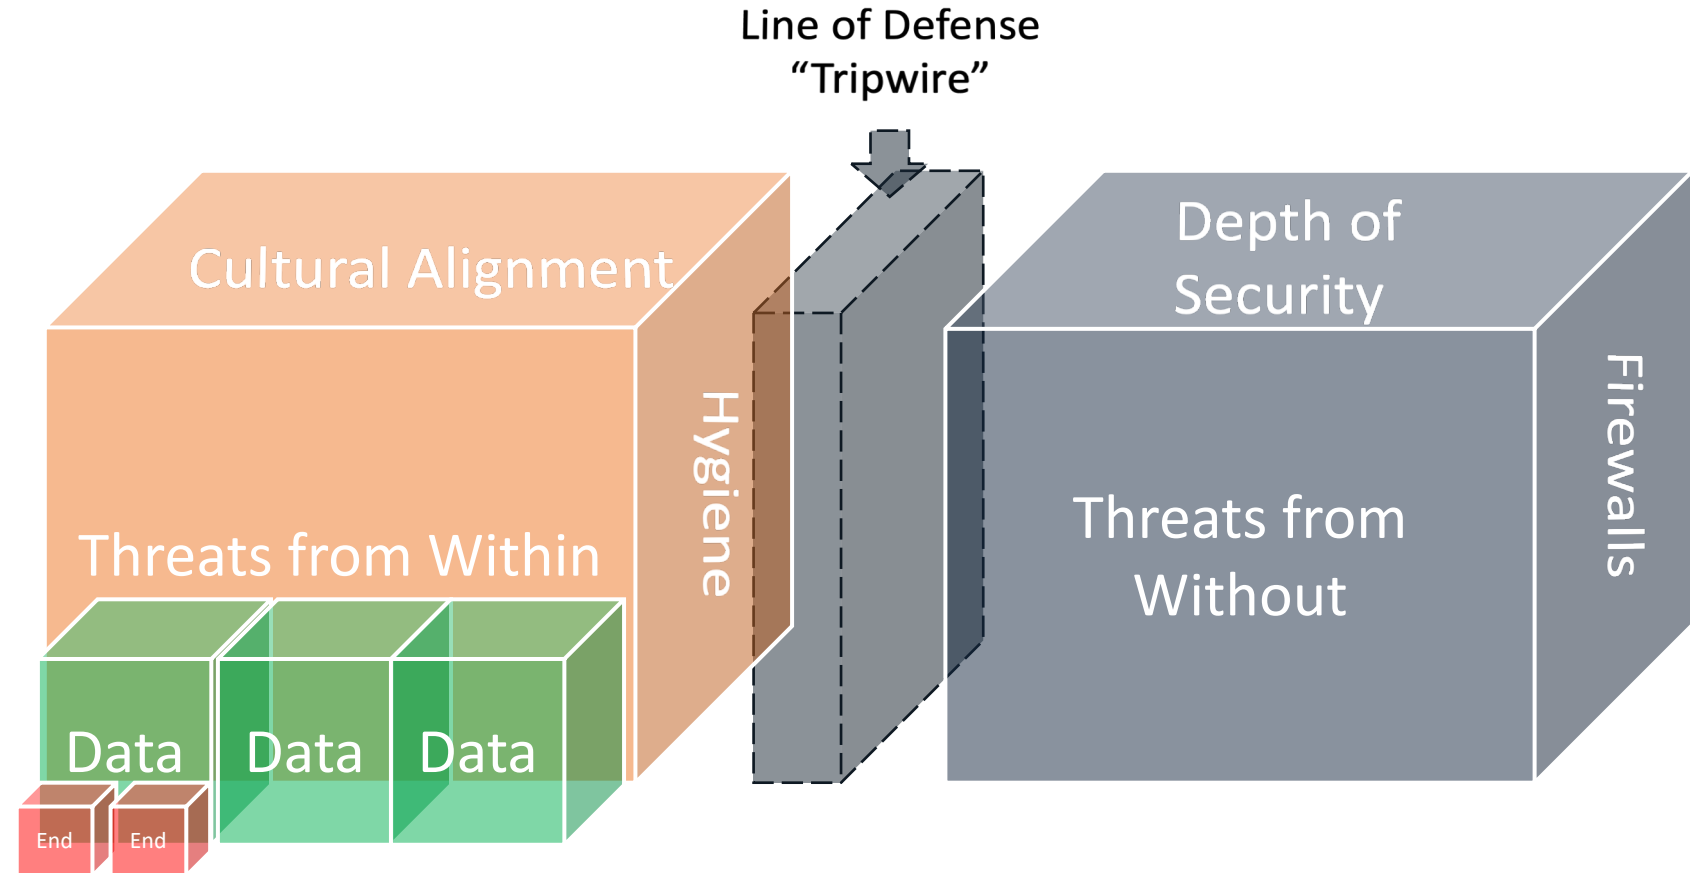 Line of Defense
“Tripwire”
Cultural Alignment
Hygiene
Threats from Within
Data
Data
Data
End
End
Depth of
Security
Firewalls
Threats from
Without